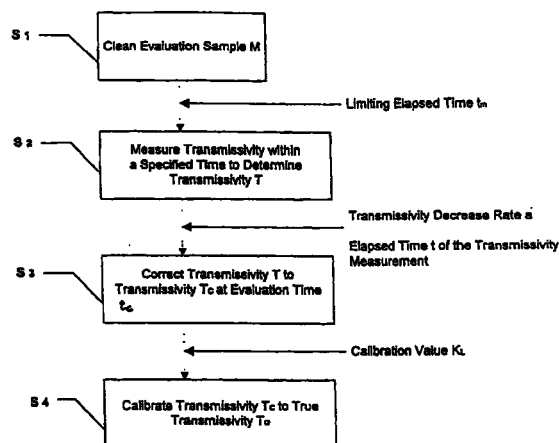 S1
Clean Evaluation Sample M
Limiting Elapsed Time tn
S2
Measure Transmissivity within
a Specified Time to Determine
Transmissivity T
Transmissivity Decrease Rate a
Elapsed Time t of the Transmissivity
Measurement
S3
Correct Transmissivity T to
Transmissivity Tc at Evaluation Time
tc
Calibration Value KL
S4
Calibrate Transmissivity Tc to True
Transmissivity To